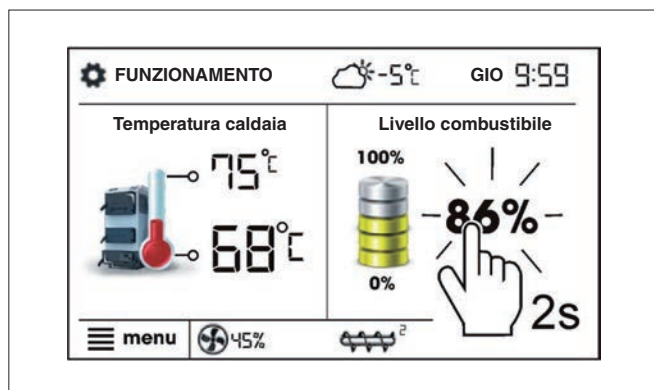 FUNZIONAMENTO -5°C GIO 9:59
Temperatura caldaia
Livello combustibile
75°C
68°C
100%
86%
0%
2s
menu 45% 2